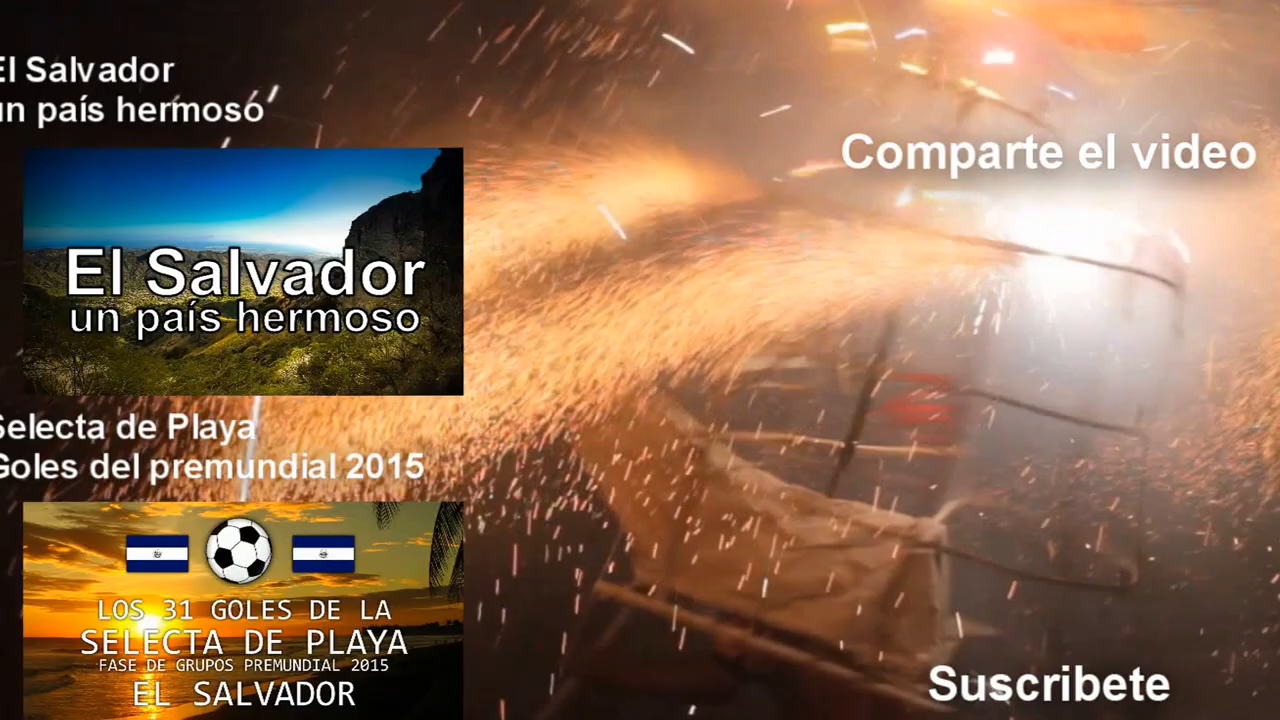 El Salvador
un país hermoso
El Salvador
un país hermoso
Selecta de Playa
Goles del premundial 2015
LOS 31 GOLES DE LA
SELECTA DE PLAYA
FASE DE GRUPOS PREMUNDIAL 2015
EL SALVADOR
Comparte el video
Suscribete